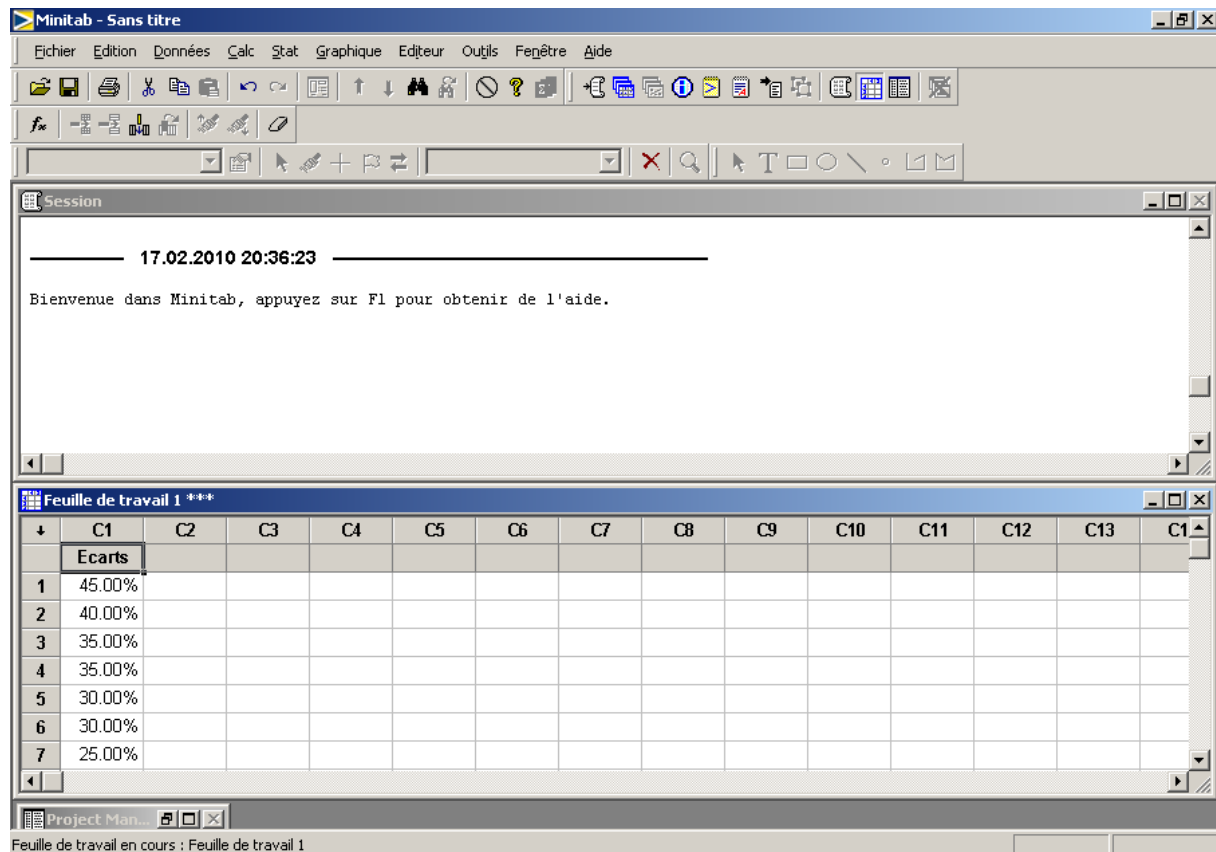 Minitab - Sans titre
Fichier Edition Données Calc Stat Graphique Editeur Outils Fenêtre Aide
Session
17.02.2010 20:36:23
Bienvenue dans Minitab, appuyez sur F1 pour obtenir de l'aide.
Feuille de travail 1 ***
C1 C2 C3 C4 C5 C6 C7 C8 C9 C10 C11 C12 C13 C1
Ecarts
1 45.00%
2 40.00%
3 35.00%
4 35.00%
5 30.00%
6 30.00%
7 25.00%
Project Man...
Feuille de travail en cours : Feuille de travail 1